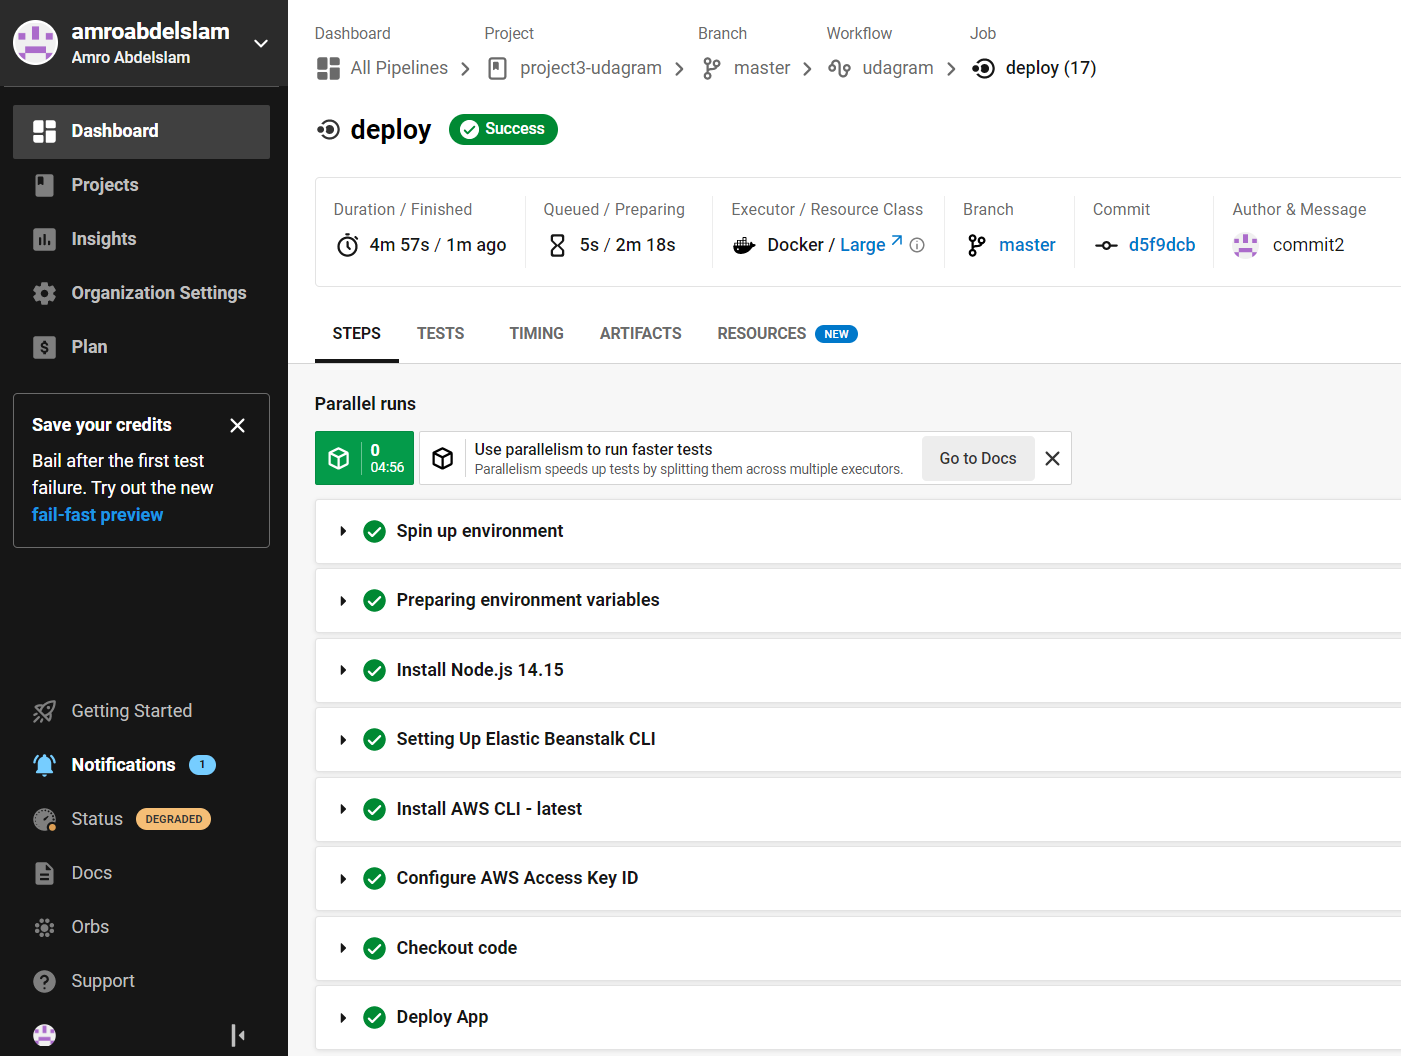 amroabdelslam
Amro Abdelslam
Dashboard
Projects
Insights
Organization Settings
Plan
Save your credits
Bail after the first test
failure. Try out the new
fail-fast preview
Getting Started
Notifications 1
Status DEGRADED
Docs
Orbs
Support
Dashboard Project Branch Workflow Job
All Pipelines project3-udagram master udagram deploy (17)
deploy Success
Duration / Finished Queued / Preparing Executor / Resource Class Branch Commit Author & Message
4m 57s / 1m ago 5s / 2m 18s Docker / Large master d5f9dcb commit2
STEPS TESTS TIMING ARTIFACTS RESOURCES NEW
Parallel runs
0
04:56
Use parallelism to run faster tests
Parallelism speeds up tests by splitting them across multiple executors.
Go to Docs
Spin up environment
Preparing environment variables
Install Node.js 14.15
Setting Up Elastic Beanstalk CLI
Install AWS CLI - latest
Configure AWS Access Key ID
Checkout code
Deploy App